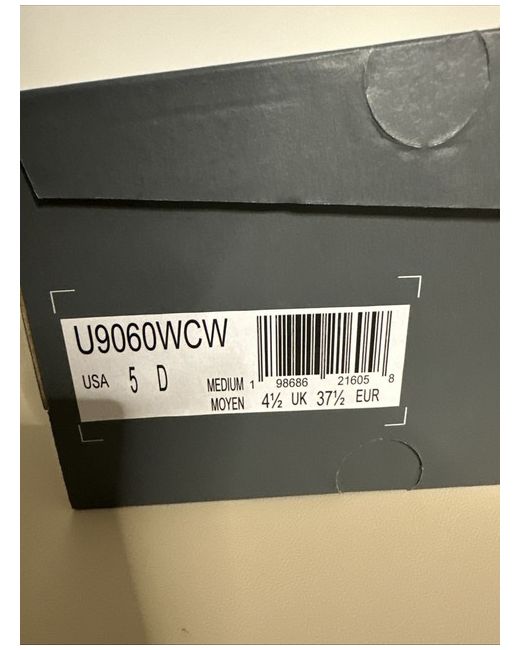 U9060WCW
USA 5 D MEDIUM
MOYEN
1 98686 21605 8
4½ UK 37½ EUR